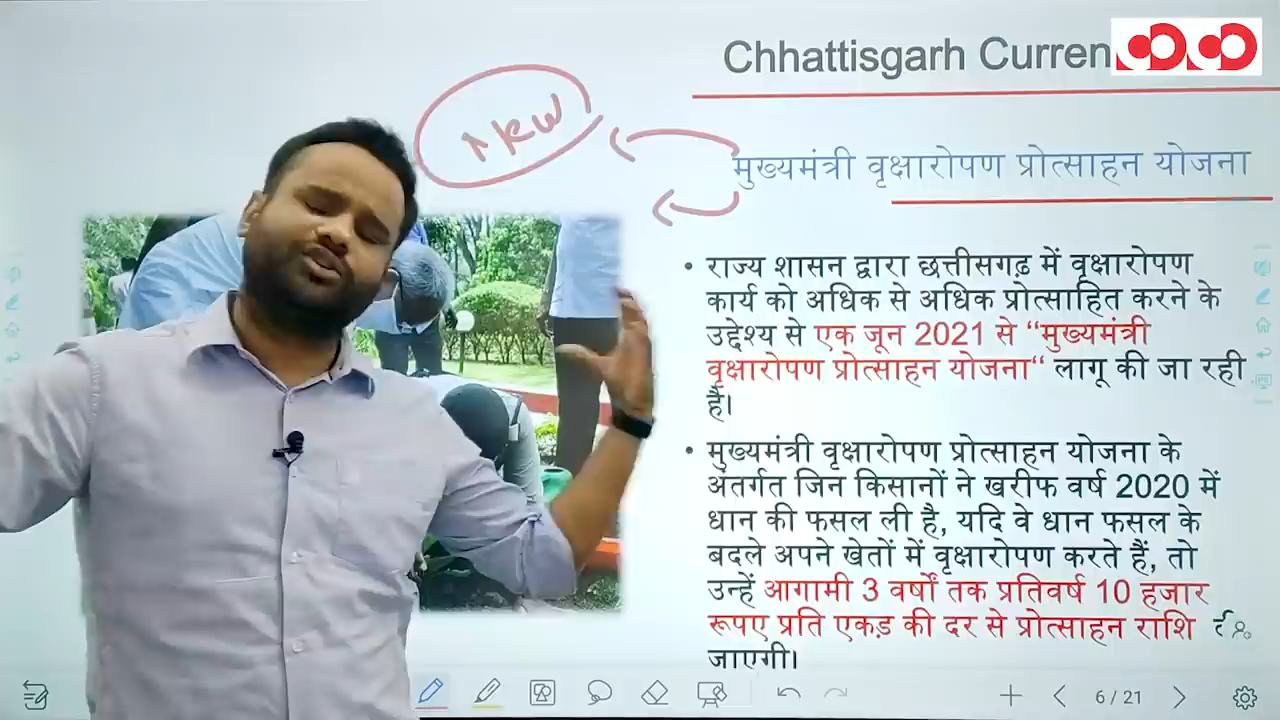 Chhattisgarh Curren
New
मुख्यमंत्री वृक्षारोपण प्रोत्साहन योजना
• राज्य शासन द्वारा छत्तीसगढ़ में वृक्षारोपण
कार्य को अधिक से अधिक प्रोत्साहित करने के
उद्देश्य से एक जून 2021 से “मुख्यमंत्री
वृक्षारोपण प्रोत्साहन योजना“ लागू की जा रही
है।
• मुख्यमंत्री वृक्षारोपण प्रोत्साहन योजना के
अंतर्गत जिन किसानों ने खरीफ वर्ष 2020 में
धान की फसल ली है, यदि वे धान फसल के
बदले अपने खेतों में वृक्षारोपण करते हैं, तो
उन्हें आगामी 3 वर्षों तक प्रतिवर्ष 10 हजार
रूपए प्रति एकड़ की दर से प्रोत्साहन राशि
जाएगी।
6 / 21